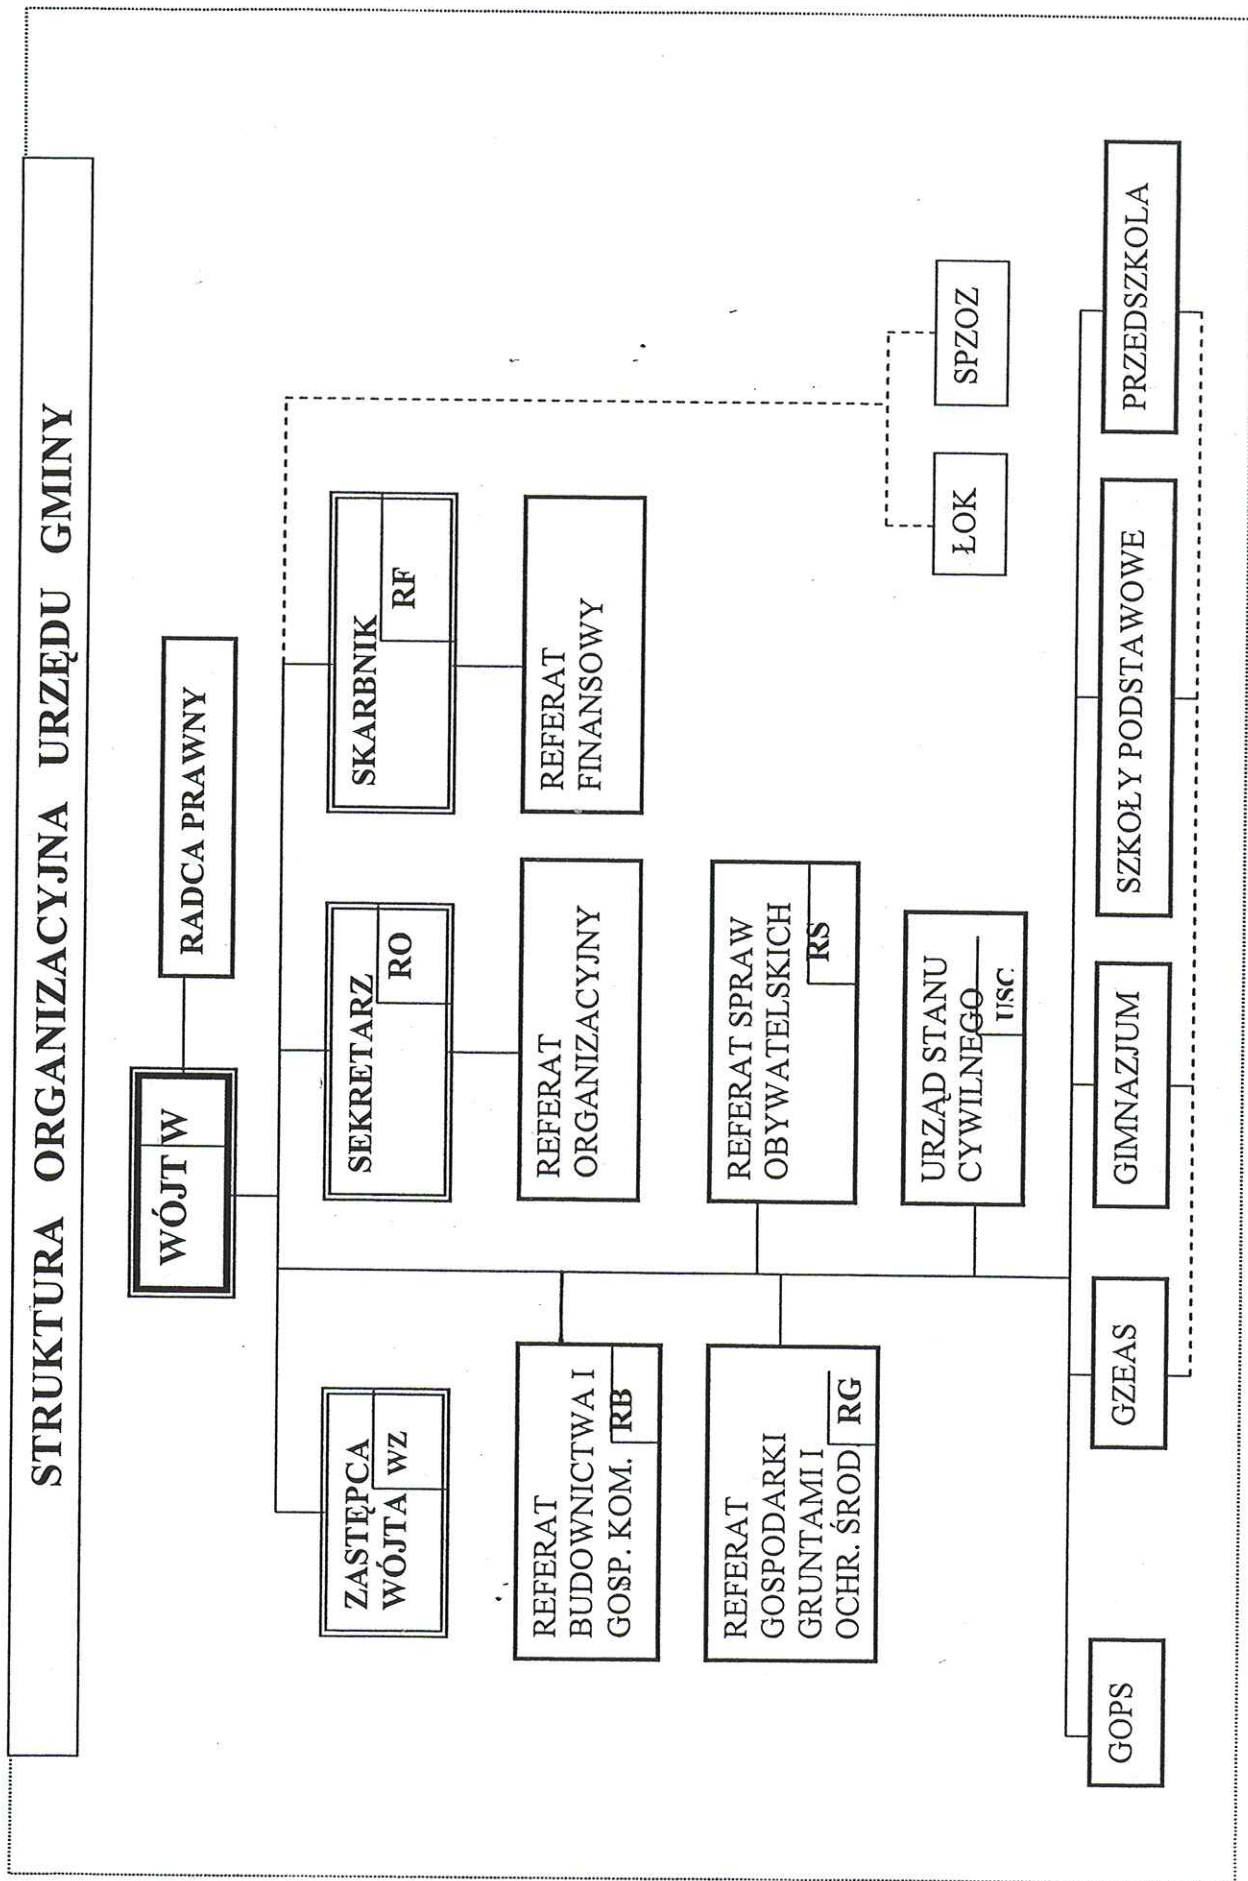 STRUKTURA ORGANIZACYJNA URZĘDU GMINY
WÓJT W
RADCA PRAWNY
ZASTĘPCA
WÓJTA WZ
SEKRETARZ
RO
SKARBNIK
RF
REFERAT
BUDOWNICTWA I
GOSP. KOM. RB
REFERAT
ORGANIZACYJNY
REFERAT
FINANSOWY
REFERAT
GOSPODARKI
GRUNTAMI I
OCHR. ŚROD RG
REFERAT SPRAW
OBYWATELSKICH
RS
URZĄD STANU
CYWILNEGO
USC
ŁOK
SPZOZ
GOPS
GZEAS
GIMNAZJUM
SZKOŁY PODSTAWOWE
PRZEDSZKOLA